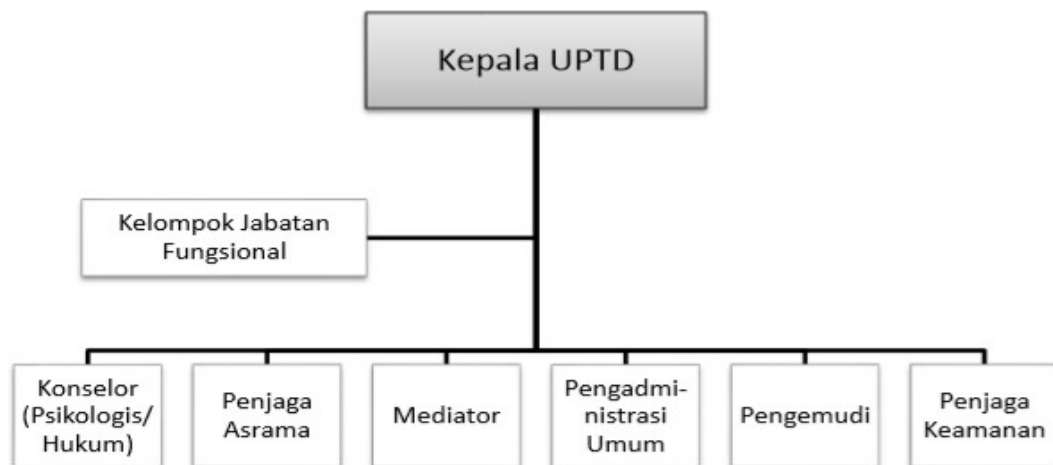 Kepala UPTD
Kelompok Jabatan
Fungsional
Konselor
(Psikologis/
Hukum)
Penjaga
Asrama
Mediator
Pengadmi-
nistrasi
Umum
Pengemudi
Penjaga
Keamanan